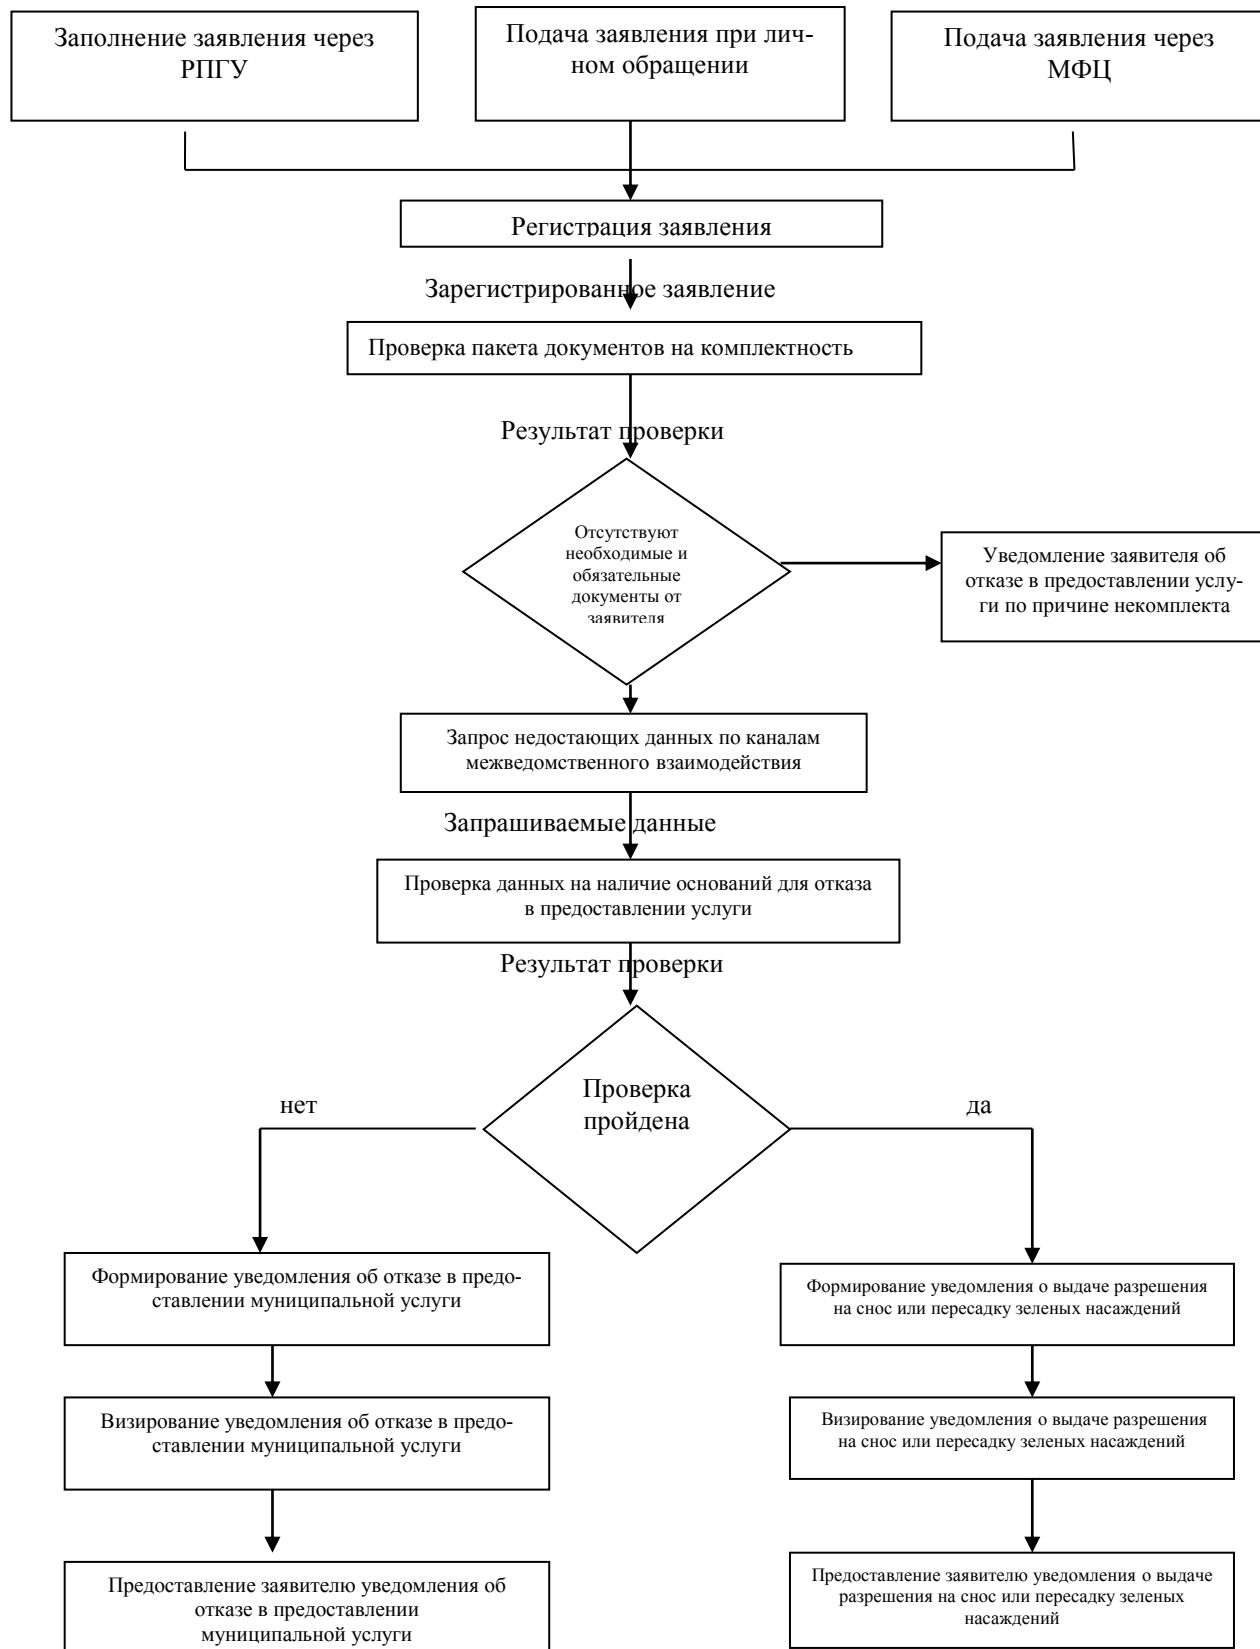 Заполнение заявления через
РПГУ
Подача заявления при лич-
ном обращении
Подача заявления через
МФЦ
Регистрация заявления
Зарегистрированное заявление
Проверка пакета документов на комплектность
Результат проверки
Отсутствуют
необходимые и
обязательные
документы от
заявителя
Уведомление заявителя об
отказе в предоставлении услу-
ги по причине некомплекта
Запрос недостающих данных по каналам
межведомственного взаимодействия
Запрашиваемые данные
Проверка данных на наличие оснований для отказа
в предоставлении услуги
Результат проверки
Проверка
пройдена
нет
да
Формирование уведомления об отказе в предо-
ставлении муниципальной услуги
Формирование уведомления о выдаче разрешения
на снос или пересадку зеленых насаждений
Визирование уведомления об отказе в предо-
ставлении муниципальной услуги
Визирование уведомления о выдаче разрешения
на снос или пересадку зеленых насаждений
Предоставление заявителю уведомления об
отказе в предоставлении
муниципальной услуги
Предоставление заявителю уведомления о выдаче
разрешения на снос или пересадку зеленых
насаждений